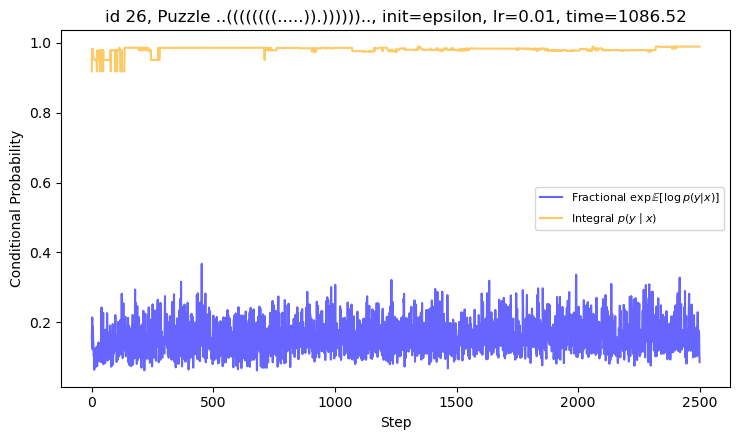 id 26, Puzzle ..((((((((.....)).)))))).., init=epsilon, lr=0.01, time=1086.52
1.0
0.8
0.6
0.4
0.2
Conditional Probability
Fractional exp𝔼[log p(y|x)]
Integral p(y | x)
0
500
1000
1500
2000
2500
Step